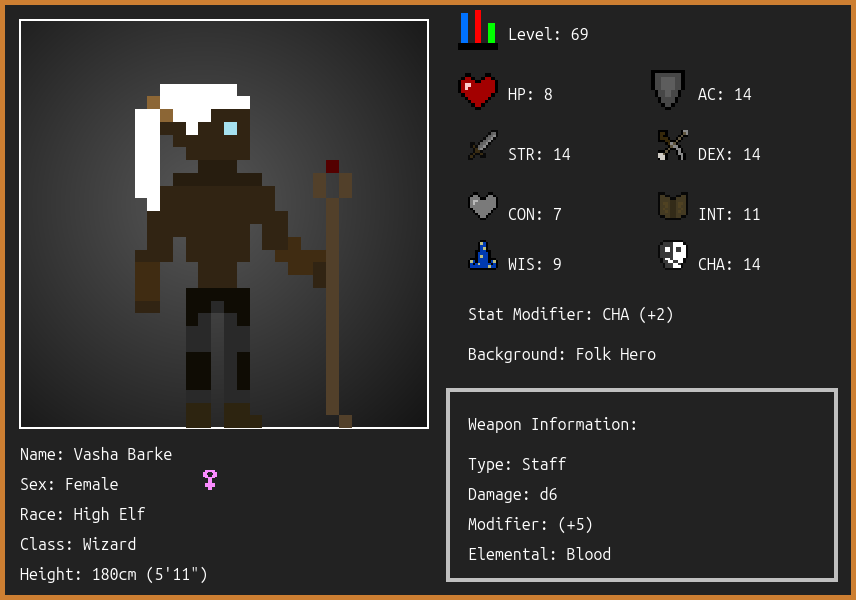 Level: 69
HP: 8
AC: 14
STR: 14
DEX: 14
CON: 7
INT: 11
WIS: 9
CHA: 14
Stat Modifier: CHA (+2)
Background: Folk Hero
Weapon Information:
Type: Staff
Damage: d6
Modifier: (+5)
Elemental: Blood
Name: Vasha Barke
Sex: Female
Race: High Elf
Class: Wizard
Height: 180cm (5'11")